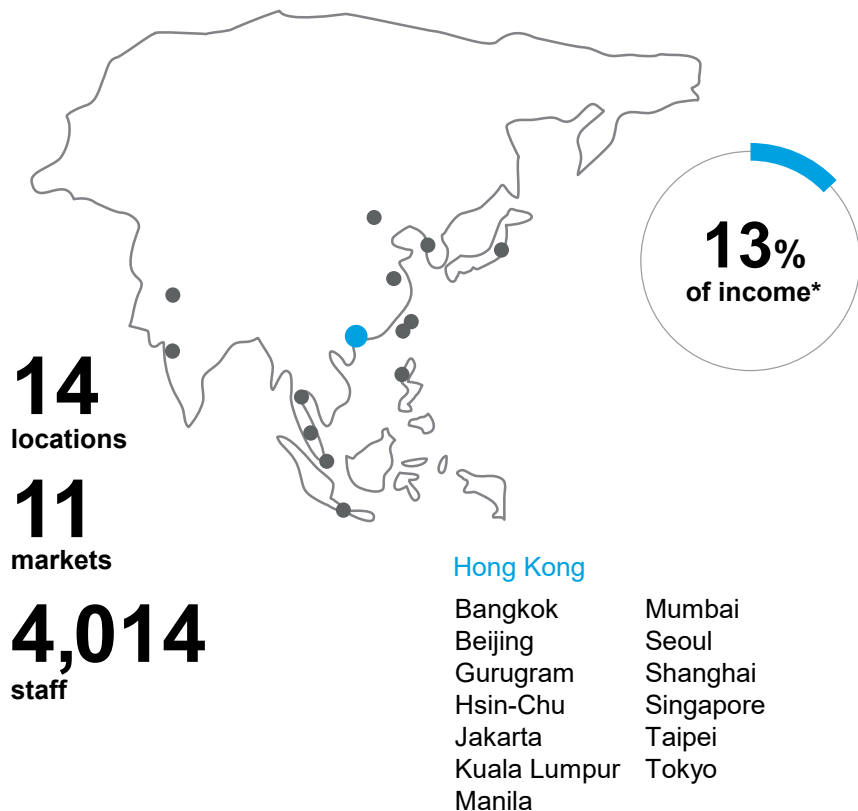 13%
of income*
14
locations
11
markets
4,014
staff
Hong Kong
Bangkok
Beijing
Gurugram
Hsin-Chu
Jakarta
Kuala Lumpur
Manila
Mumbai
Seoul
Shanghai
Singapore
Taipei
Tokyo